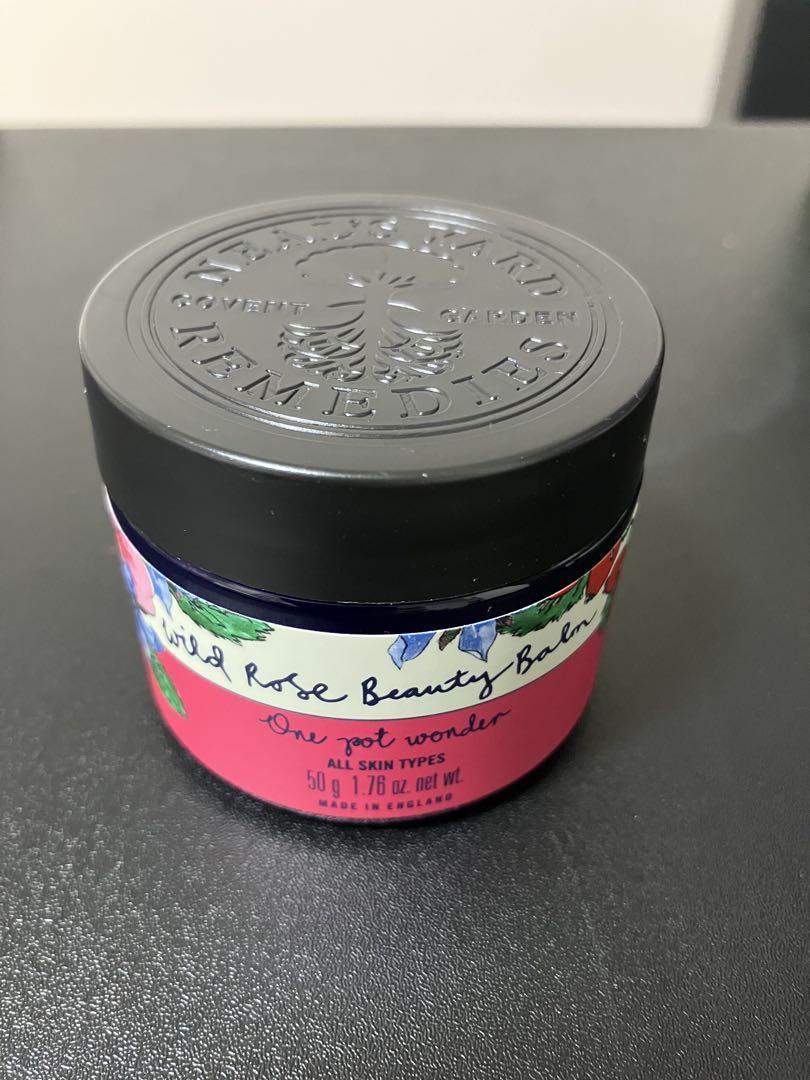 NEAL'S YARD
COVENT GARDEN
REMEDIES
Wild Rose Beauty Balm
One pot wonder
ALL SKIN TYPES
50 g 1.76 oz. net wt.
MADE IN ENGLAND